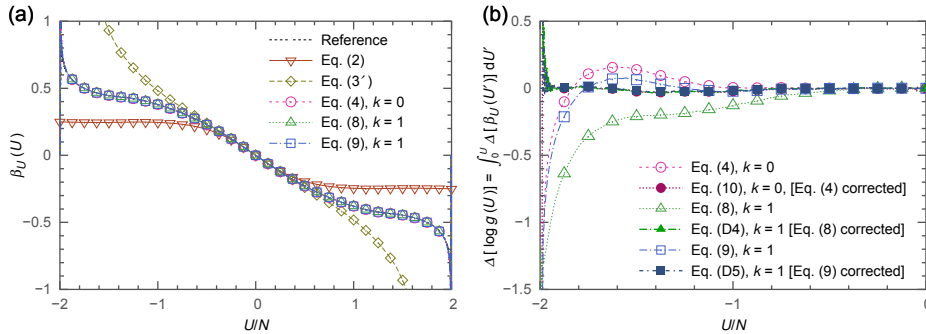 (a)
1
0.5
0
−0.5
−1
−2
−1
0
1
2
β_U (U)
U/N
Reference
Eq. (2)
Eq. (3′)
Eq. (4), k = 0
Eq. (8), k = 1
Eq. (9), k = 1
(b)
0.5
0
−0.5
−1
−1.5
−2
−1
0
Δ [ log g (U) ] = ∫₀ᵁ Δ [ β_U (U′)] dU′
U/N
Eq. (4), k = 0
Eq. (10), k = 0, [Eq. (4) corrected]
Eq. (8), k = 1
Eq. (D4), k = 1 [Eq. (8) corrected]
Eq. (9), k = 1
Eq. (D5), k = 1 [Eq. (9) corrected]